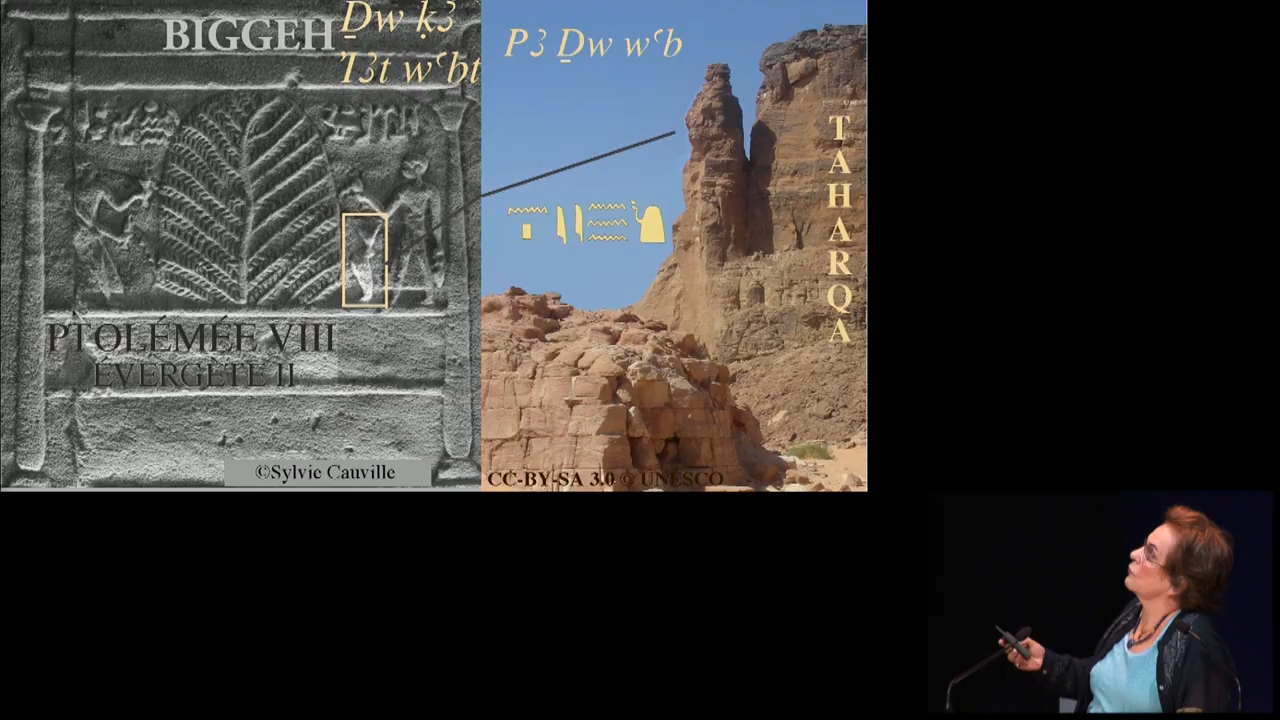 BIGGEH
Ḏw ḳꜣ
Ἰꜣt wꜥbt
PTOLÉMÉE VIII
ÉVERGÈTE II
©Sylvie Cauville
Pꜣ Ḏw wꜥb
TAHARQA
CC-BY-SA 3.0 © UNESCO